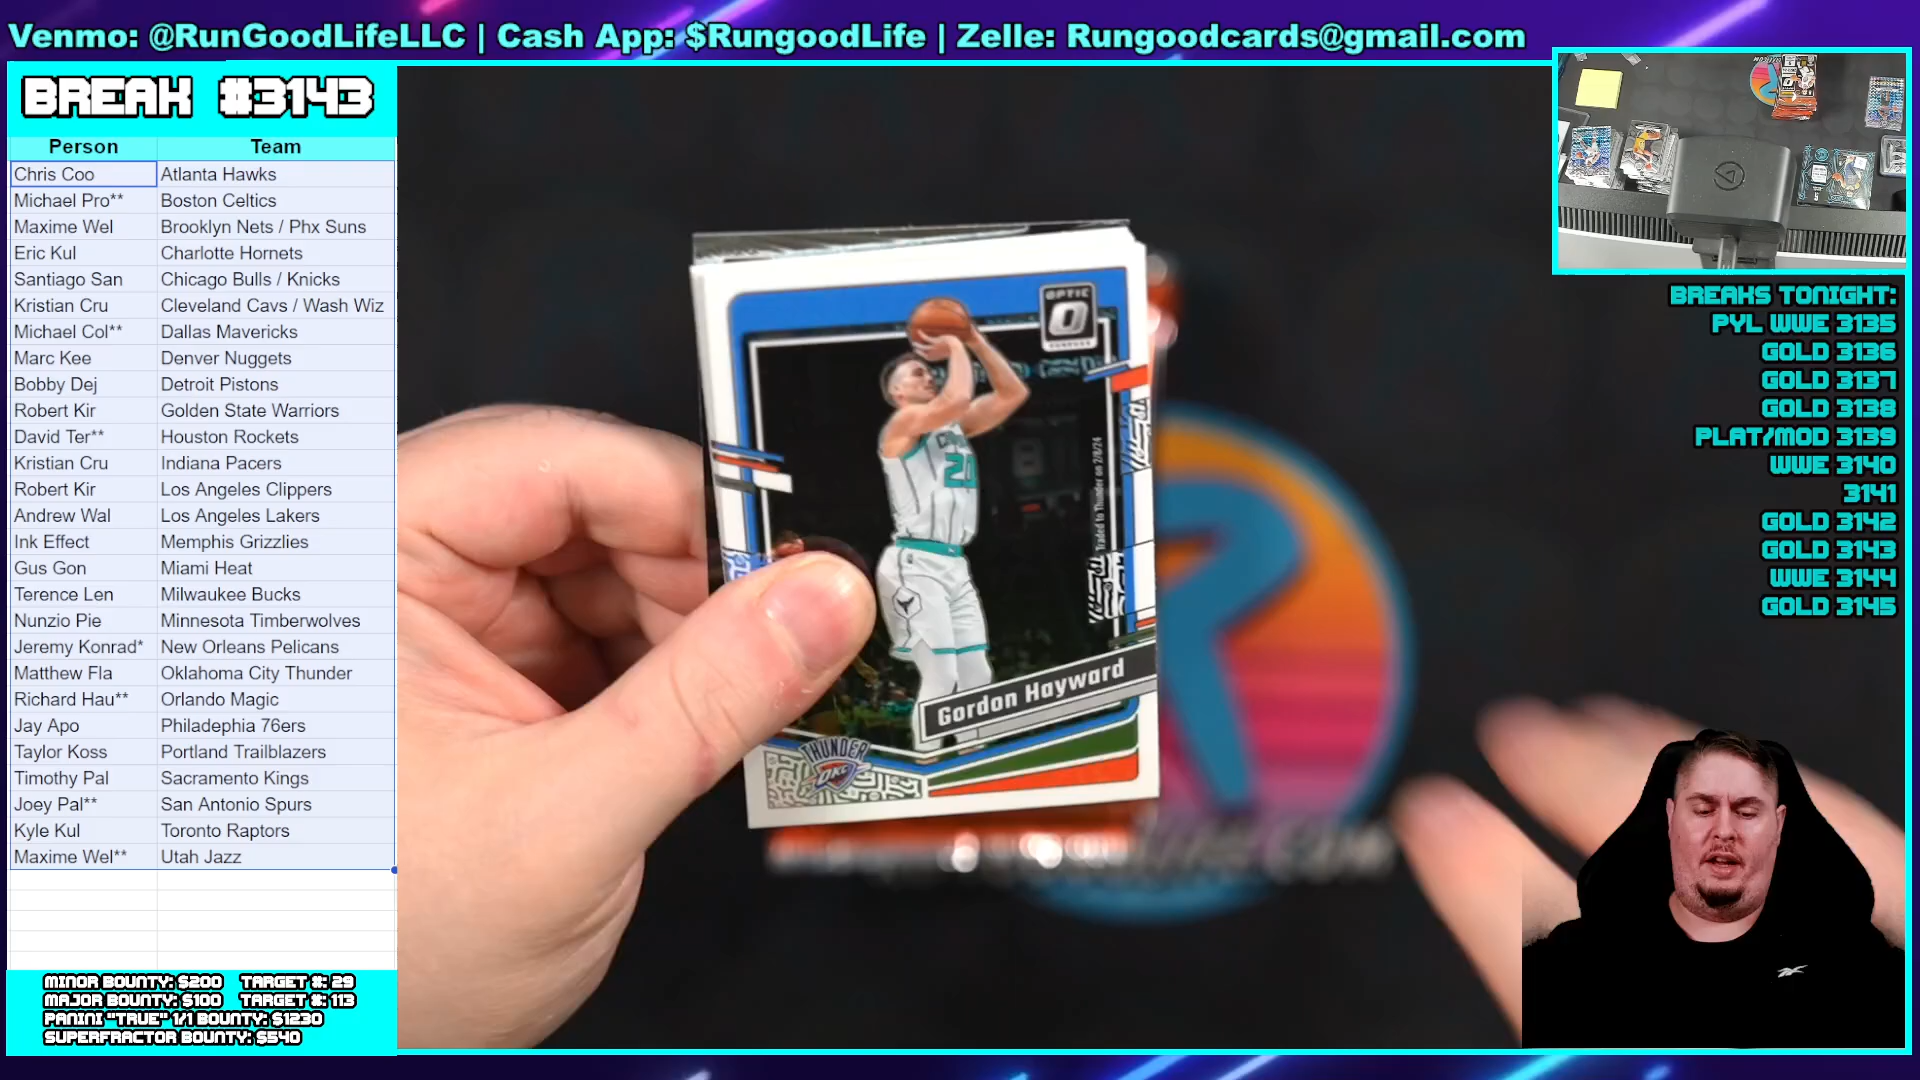 Venmo: @RunGoodLifeLLC | Cash App: $RungoodLife | Zelle: Rungoodcards@gmail.com
BREAK #3143
Person Team
Chris Coo Atlanta Hawks
Michael Pro** Boston Celtics
Maxime Wel Brooklyn Nets / Phx Suns
Eric Kul Charlotte Hornets
Santiago San Chicago Bulls / Knicks
Kristian Cru Cleveland Cavs / Wash Wiz
Michael Col** Dallas Mavericks
Marc Kee Denver Nuggets
Bobby Dej Detroit Pistons
Robert Kir Golden State Warriors
David Ter** Houston Rockets
Kristian Cru Indiana Pacers
Robert Kir Los Angeles Clippers
Andrew Wal Los Angeles Lakers
Ink Effect Memphis Grizzlies
Gus Gon Miami Heat
Terence Len Milwaukee Bucks
Nunzio Pie Minnesota Timberwolves
Jeremy Konrad* New Orleans Pelicans
Matthew Fla Oklahoma City Thunder
Richard Hau** Orlando Magic
Jay Apo Philadephia 76ers
Taylor Koss Portland Trailblazers
Timothy Pal Sacramento Kings
Joey Pal** San Antonio Spurs
Kyle Kul Toronto Raptors
Maxime Wel** Utah Jazz
MINOR BOUNTY: $200 TARGET #: 29
MAJOR BOUNTY: $100 TARGET #: 113
PANINI "TRUE" 1/1 BOUNTY: $1230
SUPERFRACTOR BOUNTY: $540
OPTIC
DONRUSS
20
Traded to Thunder on 2/8/24
Gordon Hayward
THUNDER
OKC
BREAKS TONIGHT:
PYL WWE 3135
GOLD 3136
GOLD 3137
GOLD 3138
PLAT/MOD 3139
WWE 3140
3141
GOLD 3142
GOLD 3143
WWE 3144
GOLD 3145